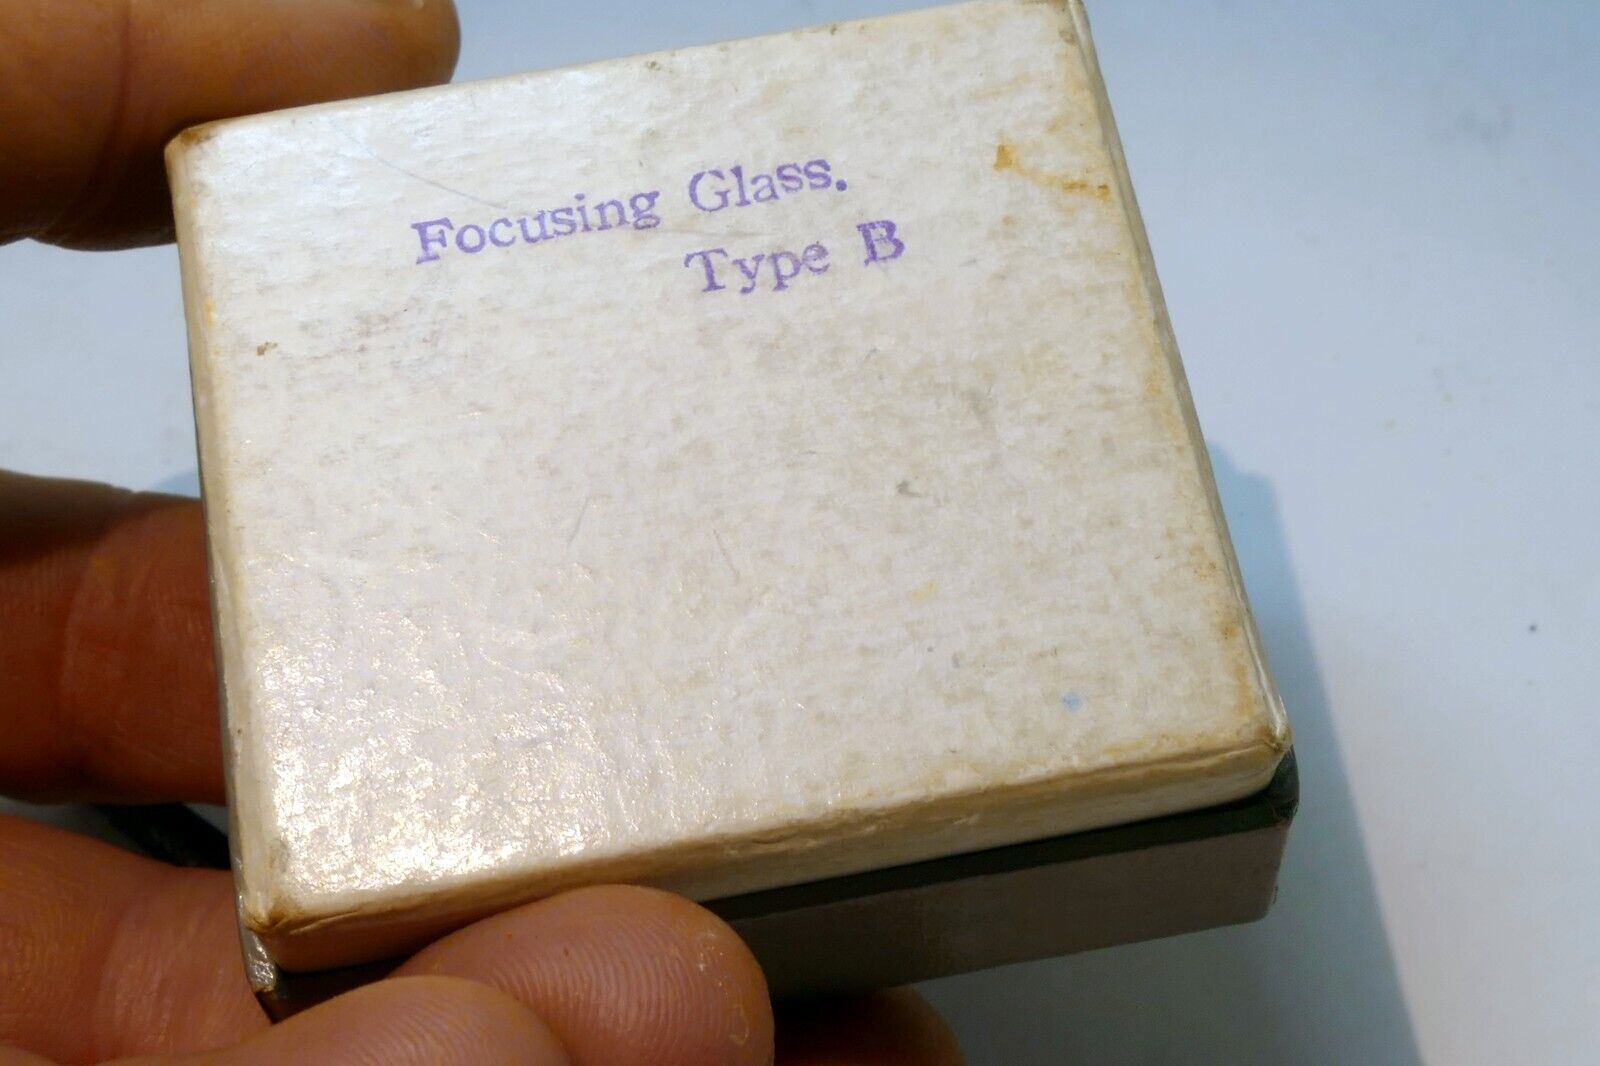 Focusing Glass.
Type B